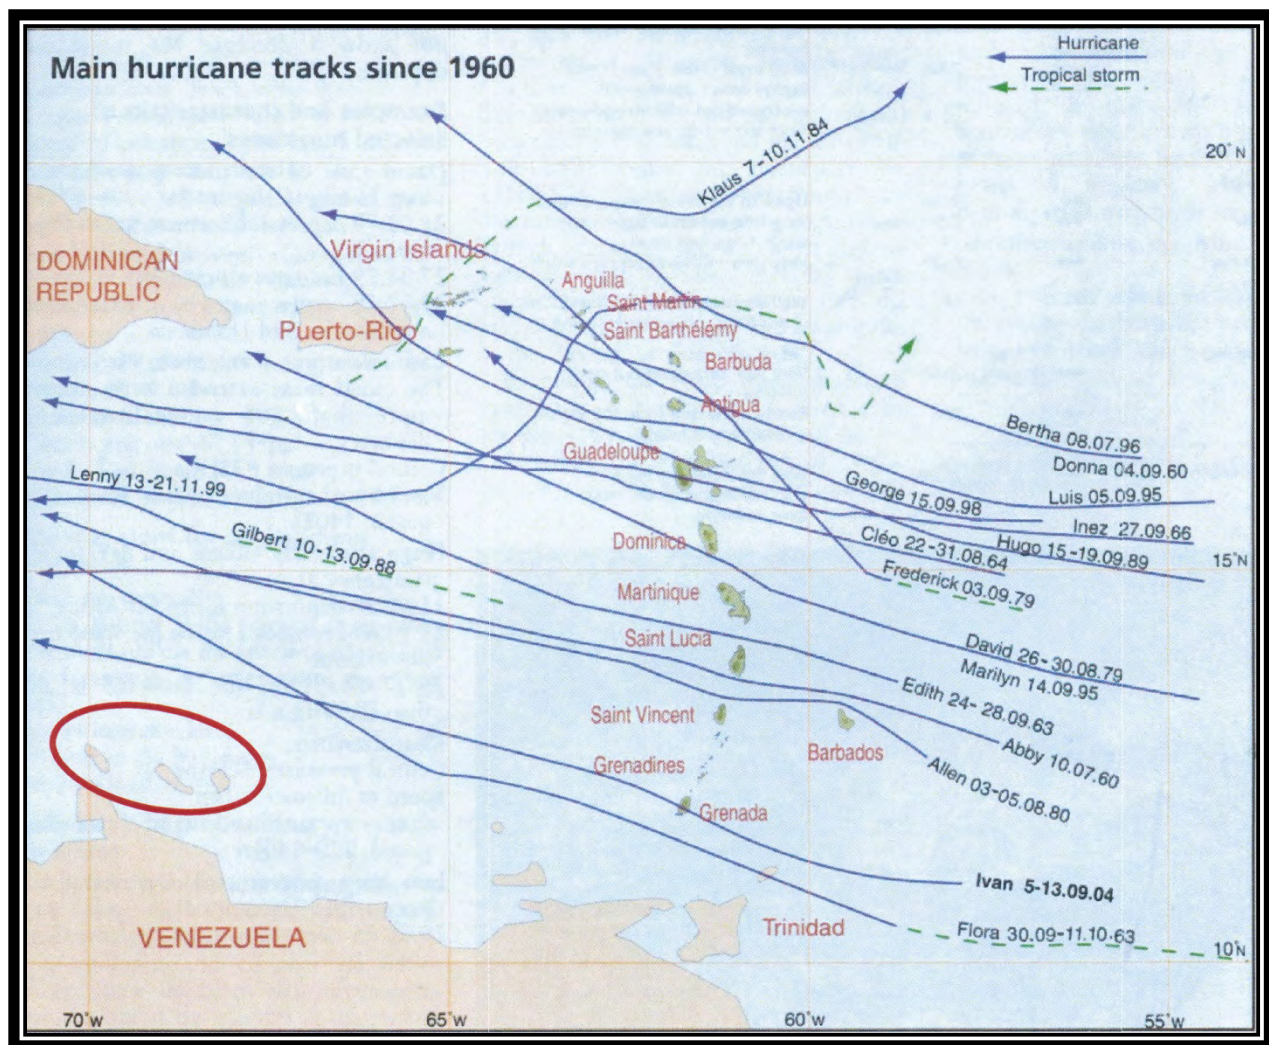 Main hurricane tracks since 1960
Hurricane
Tropical storm
20° N
Klaus 7-10.11.84
Virgin Islands
DOMINICAN
REPUBLIC
Anguilla
Saint Martin
Puerto-Rico
Saint Barthélémy
Barbuda
Antigua
Bertha 08.07.96
Guadeloupe
Donna 04.09.60
Lenny 13-21.11.99
George 15.09.98
Luis 05.09.95
Inez 27.09.66
Gilbert 10-13.09.88
Dominica
Cléo 22-31.08.64
Hugo 15-19.09.89
15° N
Frederick 03.09.79
Martinique
Saint Lucia
David 26-30.08.79
Marilyn 14.09.95
Edith 24-28.09.63
Saint Vincent
Abby 10.07.60
Barbados
Grenadines
Allen 03-05.08.80
Grenada
Ivan 5-13.09.04
Trinidad
Flora 30.09-11.10.63
VENEZUELA
10° N
70°W
65°W
60°W
55°W